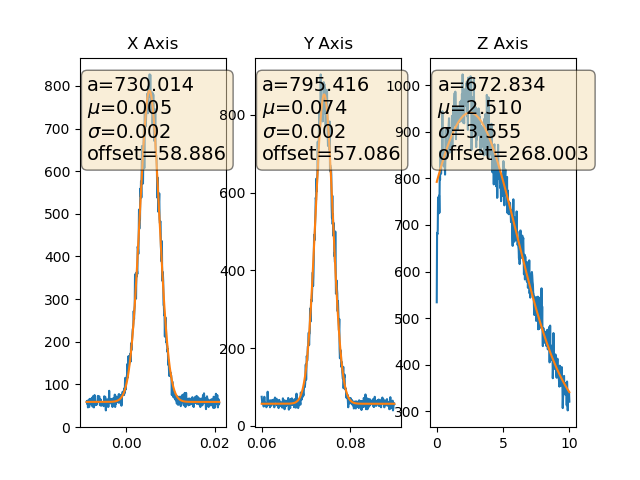 X Axis
a=730.014
μ=0.005
σ=0.002
offset=58.886
800
700
600
500
400
300
200
100
0
0.00
0.02
Y Axis
a=795.416
μ=0.074
σ=0.002
offset=57.086
800
600
400
200
0
0.06
0.08
Z Axis
a=672.834
μ=2.510
σ=3.555
offset=268.003
1000
900
800
700
600
500
400
300
0
5
10